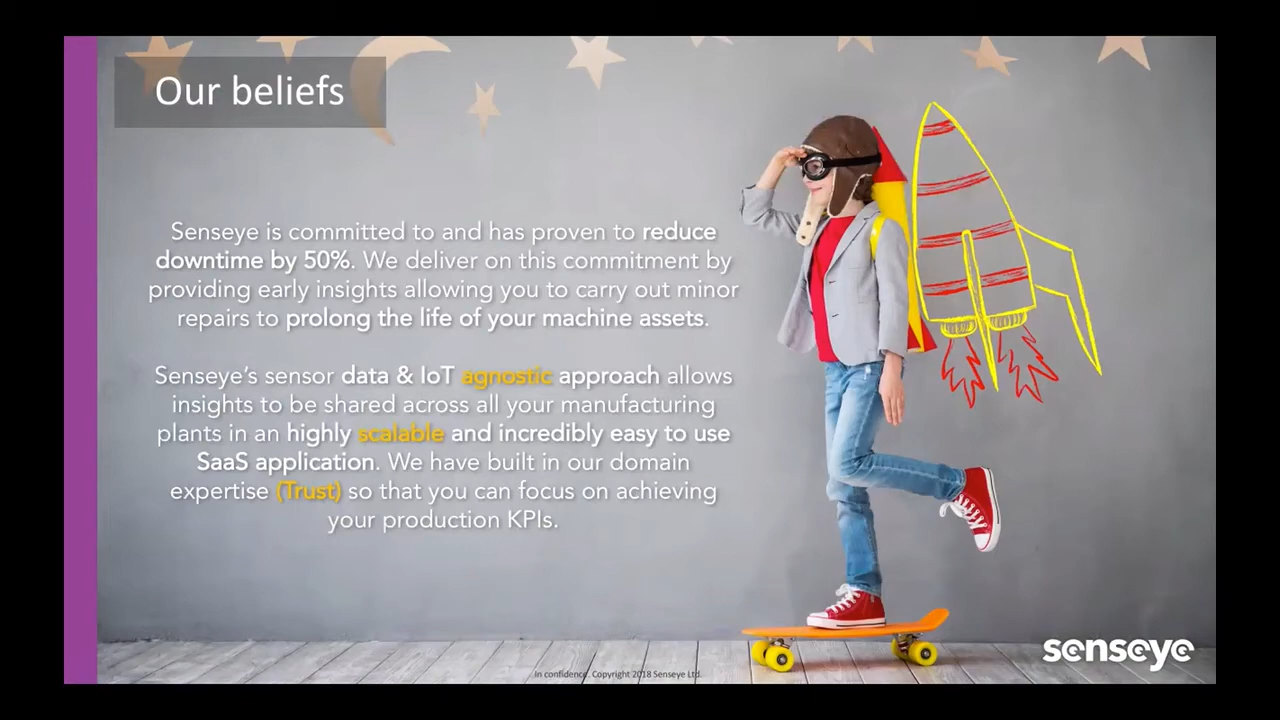 Our beliefs
Senseye is committed to and has proven to reduce
downtime by 50%. We deliver on this commitment by
providing early insights allowing you to carry out minor
repairs to prolong the life of your machine assets.
Senseye’s sensor data & IoT agnostic approach allows
insights to be shared across all your manufacturing
plants in an highly scalable and incredibly easy to use
SaaS application. We have built in our domain
expertise (Trust) so that you can focus on achieving
your production KPIs.
senseye
In confidence. Copyright 2018 Senseye Ltd.